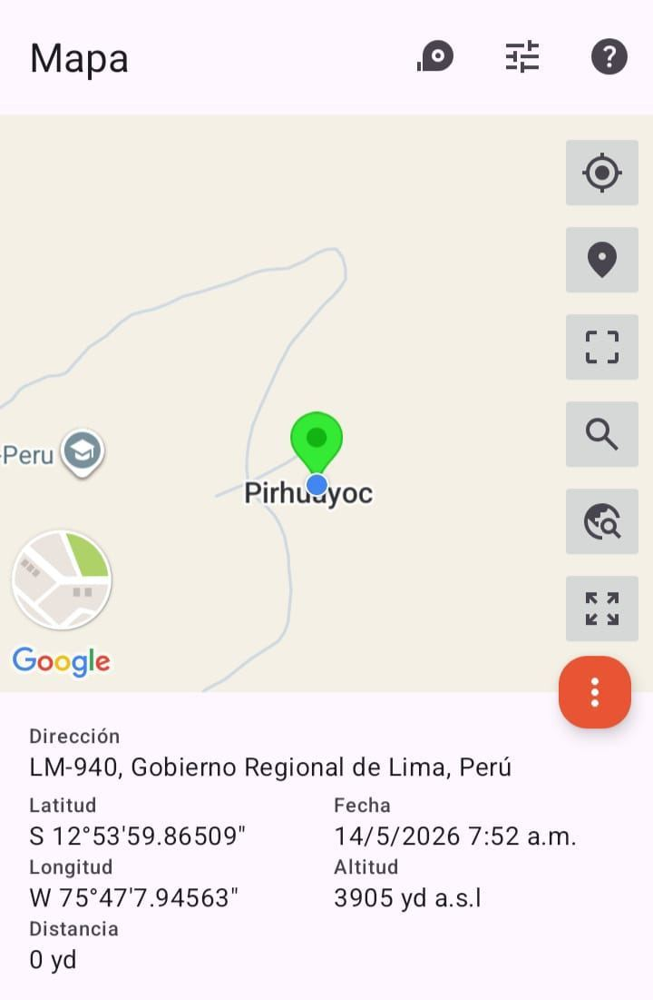 Mapa
-Peru
Pirhuayoc
Google
Dirección
LM-940, Gobierno Regional de Lima, Perú
Latitud
S 12°53'59.86509"
Fecha
14/5/2026 7:52 a.m.
Longitud
W 75°47'7.94563"
Altitud
3905 yd a.s.l
Distancia
0 yd